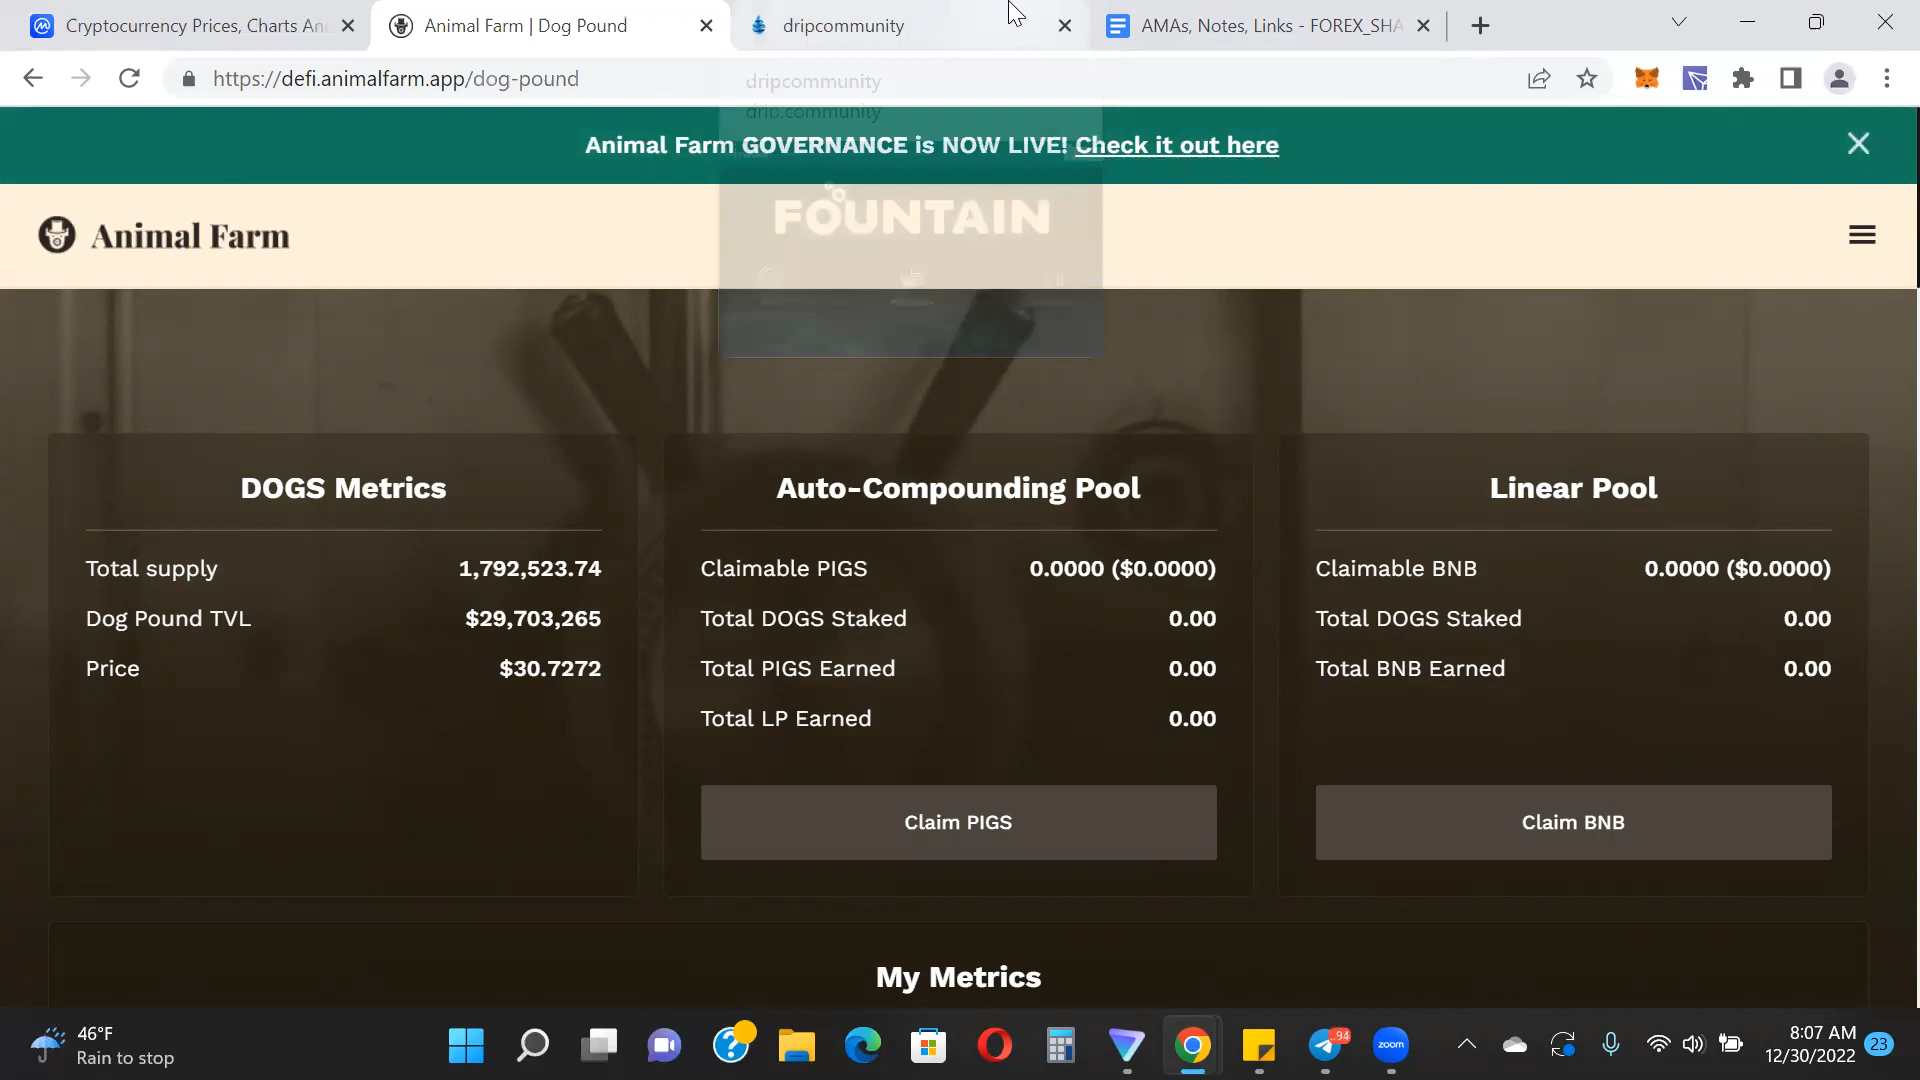 Cryptocurrency Prices, Charts An
Animal Farm | Dog Pound
dripcommunity
AMAs, Notes, Links - FOREX_SHA
https://defi.animalfarm.app/dog-pound
dripcommunity
drip.community
Animal Farm GOVERNANCE is NOW LIVE! Check it out here
Animal Farm
FOUNTAIN
DOGS Metrics
Total supply 1,792,523.74
Dog Pound TVL $29,703,265
Price $30.7272
Auto-Compounding Pool
Claimable PIGS 0.0000 ($0.0000)
Total DOGS Staked 0.00
Total PIGS Earned 0.00
Total LP Earned 0.00
Claim PIGS
Linear Pool
Claimable BNB 0.0000 ($0.0000)
Total DOGS Staked 0.00
Total BNB Earned 0.00
Claim BNB
My Metrics
46°F
Rain to stop
94
zoom
8:07 AM
12/30/2022
23